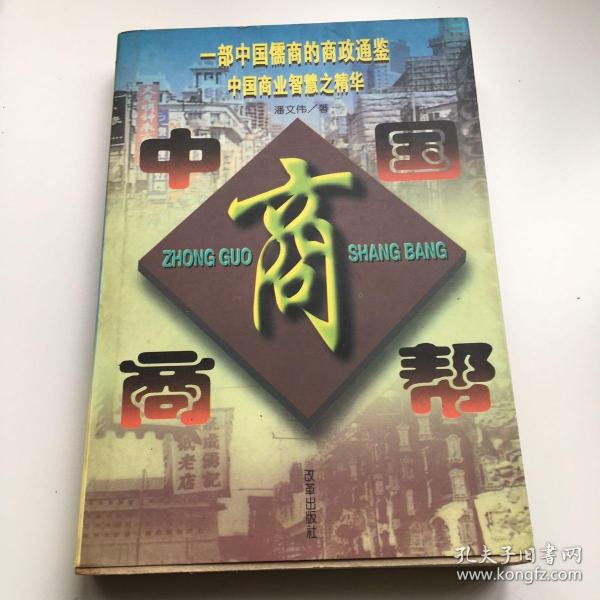 一部中国儒商的商政通鉴
中国商业智慧之精华
潘文伟/著
中国
商
ZHONG GUO SHANG BANG
商帮
改革出版社
孔夫子旧书网
www.kongfz.com